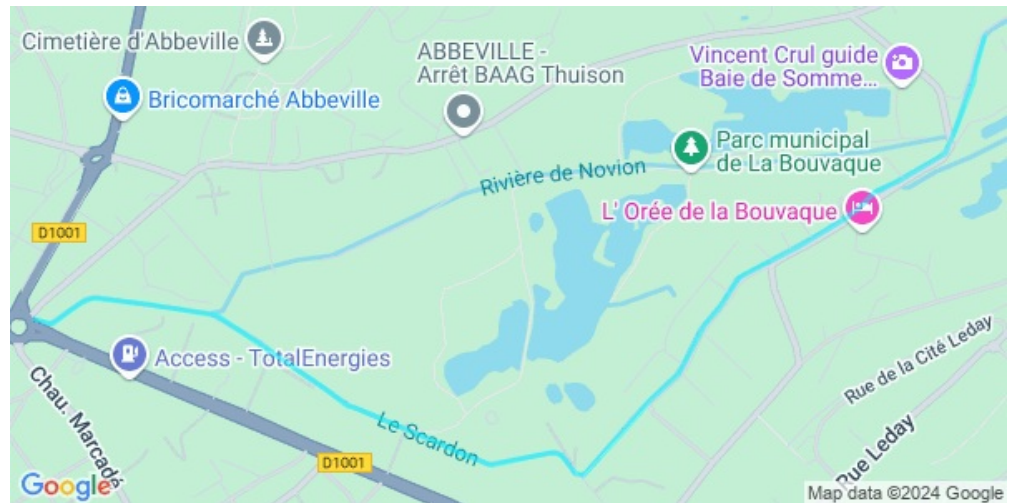 Cimetière d'Abbeville
ABBEVILLE -
Arrêt BAAG Thuison
Vincent Crul guide
Baie de Somme...
Bricomarché Abbeville
Parc municipal
de La Bouvaque
Rivière de Novion
L' Orée de la Bouvaque
D1001
Access - TotalEnergies
Rue de la Cité Leday
Chau. Marcadé
Le Scardon
Rue Leday
D1001
Google
Map data ©2024 Google